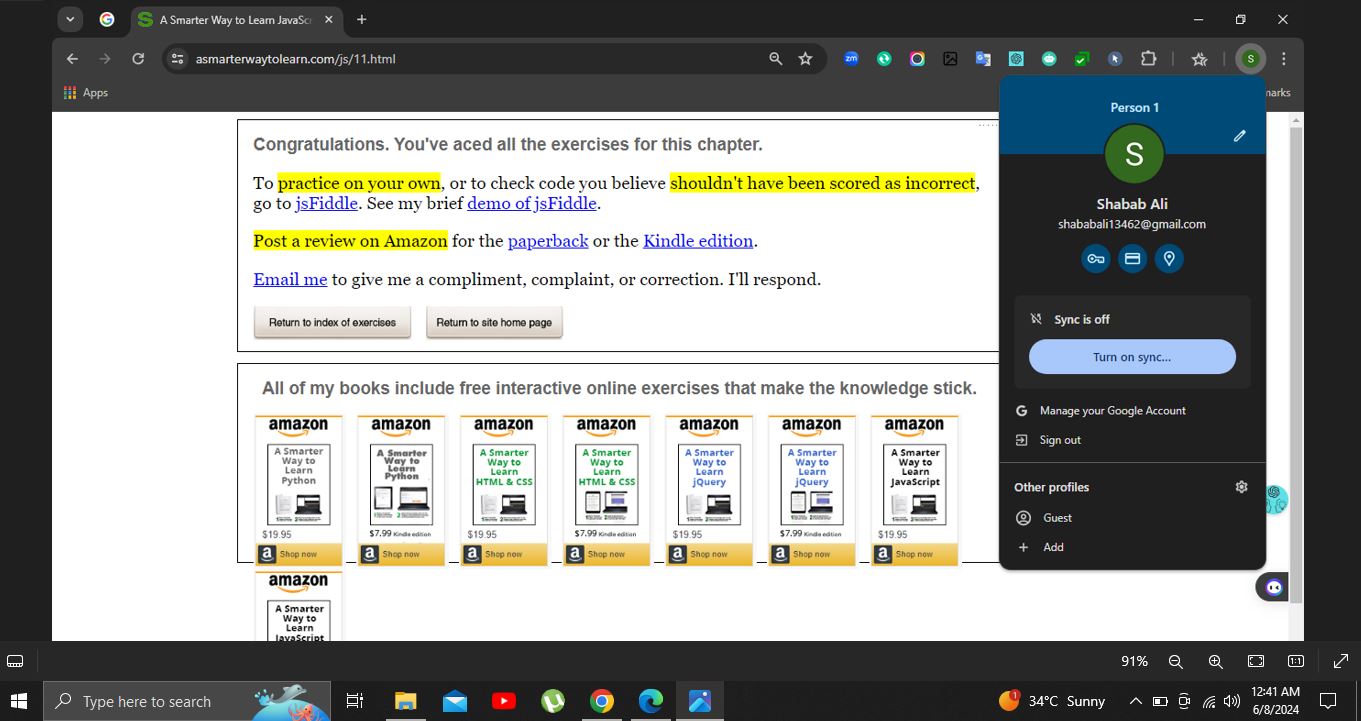 A Smarter Way to Learn JavaScr
asmarterwaytolearn.com/js/11.html
zm
S
Apps
marks
Congratulations. You've aced all the exercises for this chapter.
To practice on your own, or to check code you believe shouldn't have been scored as incorrect,
go to jsFiddle. See my brief demo of jsFiddle.
Post a review on Amazon for the paperback or the Kindle edition.
Email me to give me a compliment, complaint, or correction. I'll respond.
Return to index of exercises
Return to site home page
Person 1
S
Shabab Ali
shababali13462@gmail.com
Sync is off
Turn on sync...
Manage your Google Account
Sign out
Other profiles
Guest
Add
All of my books include free interactive online exercises that make the knowledge stick.
amazon amazon amazon amazon amazon amazon amazon
A Smarter Way to Learn Python
A Smarter Way to Learn Python
A Smarter Way to Learn HTML & CSS
A Smarter Way to Learn HTML & CSS
A Smarter Way to Learn jQuery
A Smarter Way to Learn jQuery
A Smarter Way to Learn JavaScript
$19.95 $7.99 Kindle edition $19.95 $7.99 Kindle edition $19.95 $7.99 Kindle edition $19.95
Shop now Shop now Shop now Shop now Shop now Shop now Shop now
amazon
A Smarter
Way to
Learn
JavaScript
91%
1:1
Type here to search
1
34°C Sunny
12:41 AM
6/8/2024